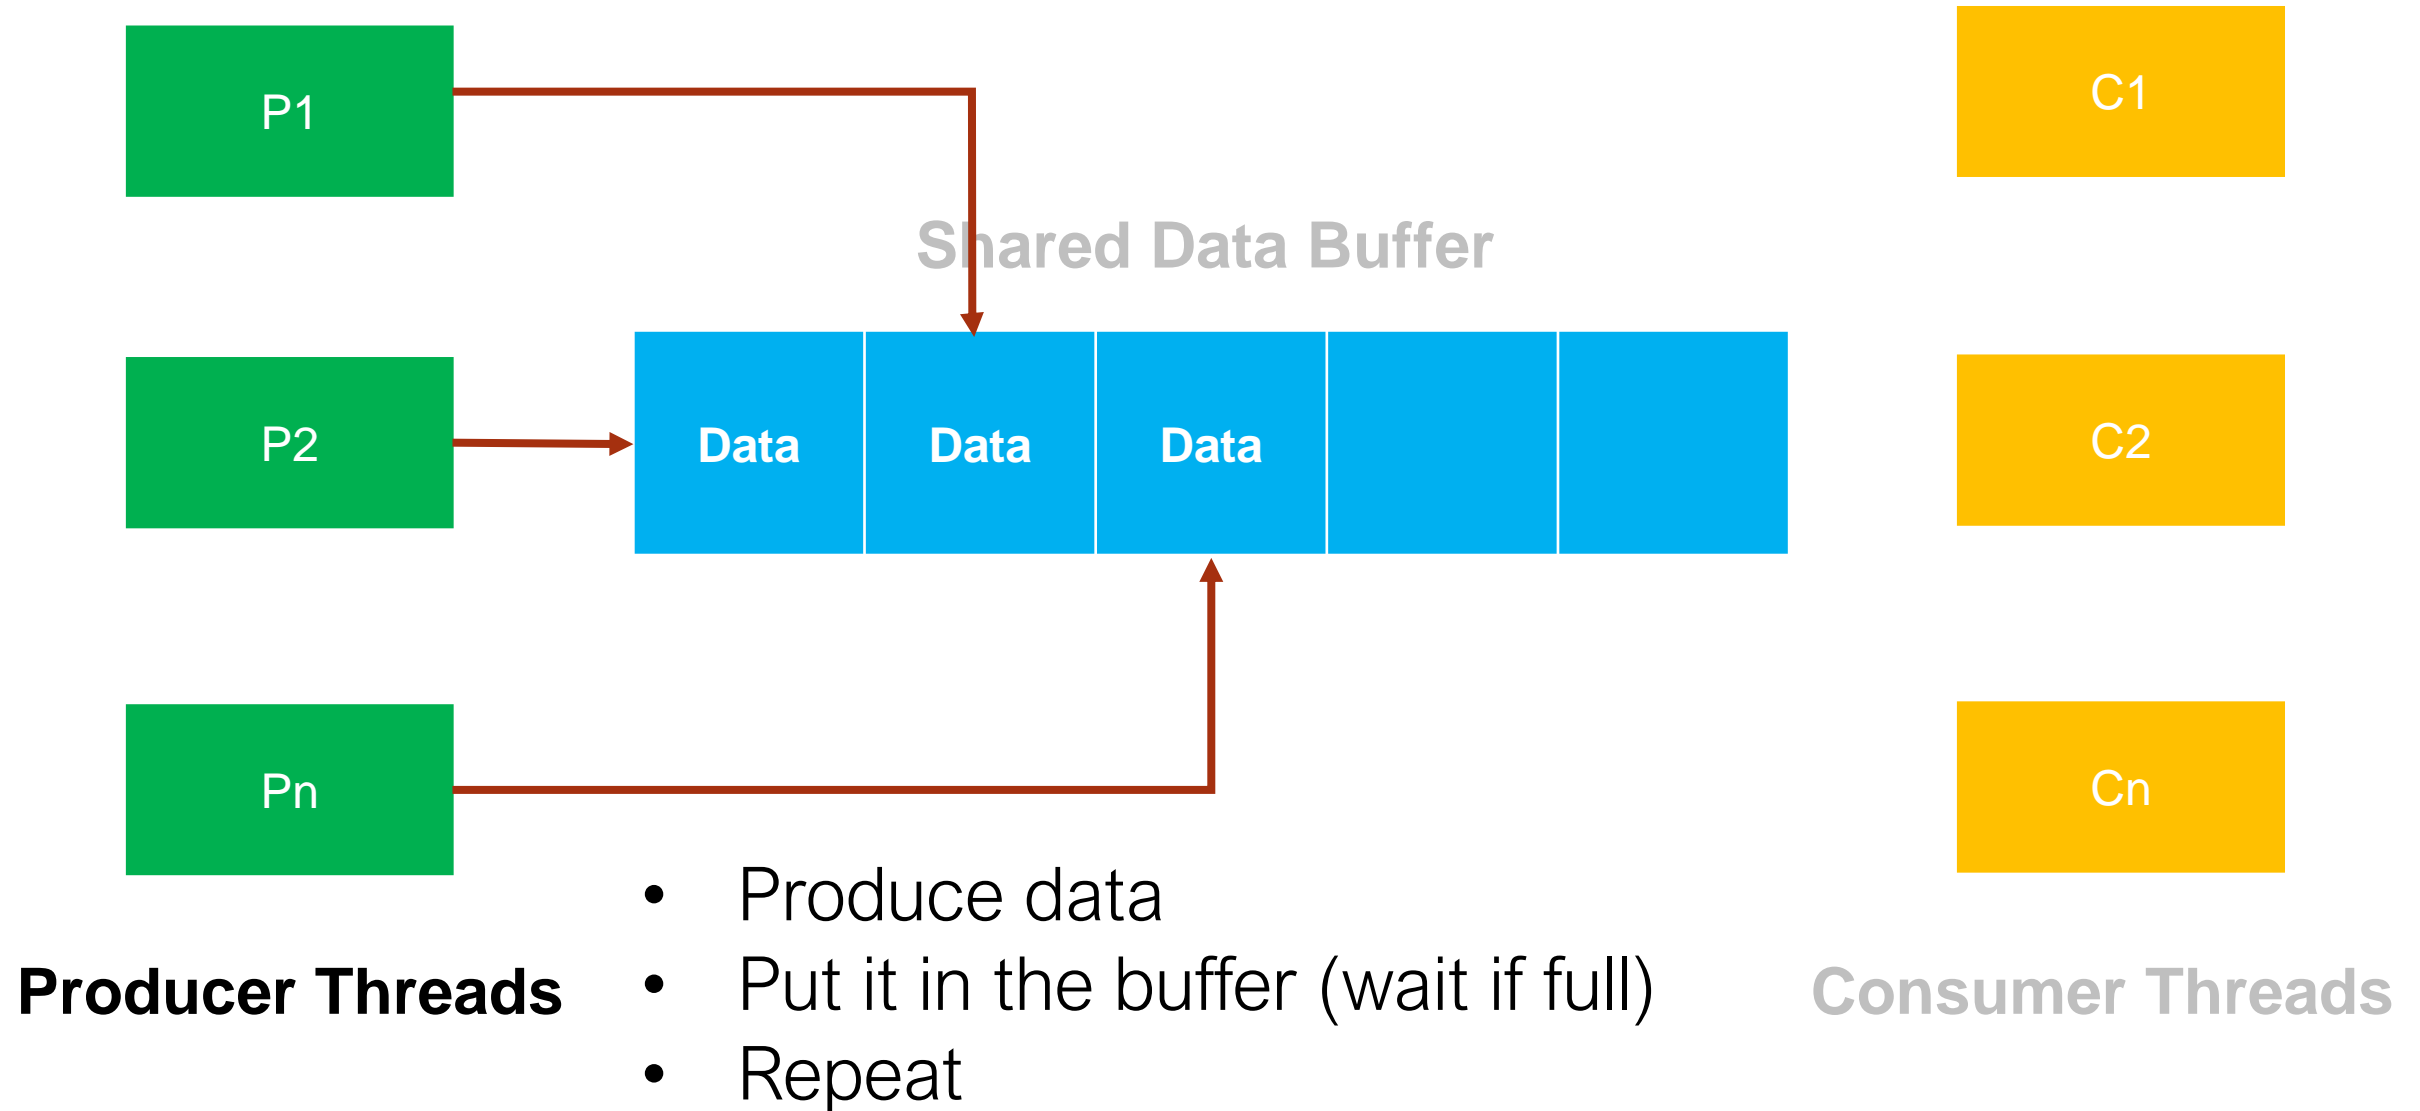 P1
C1
Shared Data Buffer
P2
Data
Data
Data
C2
Pn
Cn
• Produce data
• Put it in the buffer (wait if full)
• Repeat
Producer Threads
Consumer Threads